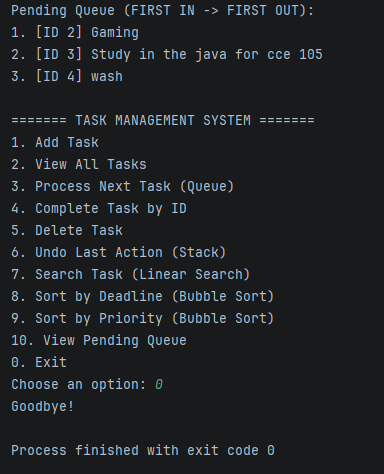 Pending Queue (FIRST IN -> FIRST OUT):
1. [ID 2] Gaming
2. [ID 3] Study in the java for cce 105
3. [ID 4] wash

======= TASK MANAGEMENT SYSTEM =======
1. Add Task
2. View All Tasks
3. Process Next Task (Queue)
4. Complete Task by ID
5. Delete Task
6. Undo Last Action (Stack)
7. Search Task (Linear Search)
8. Sort by Deadline (Bubble Sort)
9. Sort by Priority (Bubble Sort)
10. View Pending Queue
0. Exit
Choose an option: 0
Goodbye!

Process finished with exit code 0